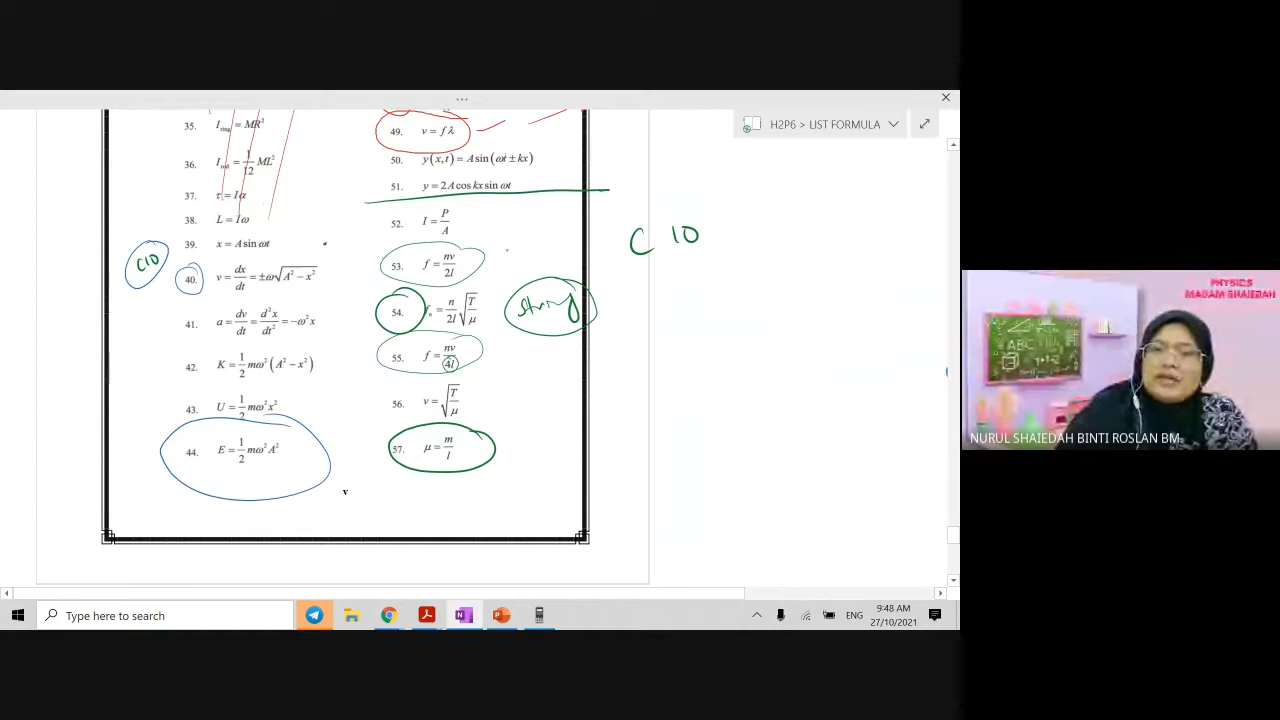 H2P6 > LIST FORMULA
35. I_ring = MR²
36. I_rod = 1/12 ML²
37. τ = Iα
38. L = Iω
39. x = A sin ωt
C10
40. v = dx/dt = ±ω√(A² − x²)
41. a = dv/dt = d²x/dt² = −ω²x
42. K = 1/2 mω²(A² − x²)
43. U = 1/2 mω²x²
44. E = 1/2 mω²A²
49. v = fλ
50. y(x,t) = A sin(ωt ± kx)
51. y = 2A cos kx sin ωt
52. I = P/A
53. f = nv/2l
54. f_n = n/2l √(T/μ)
string
55. f = nv/4l
56. v = √(T/μ)
57. μ = m/l
C 10
v
PHYSICS
MADAM SHAIEDAH
ABC
NURUL SHAIEDAH BINTI ROSLAN BM
Type here to search
ENG
9:48 AM
27/10/2021